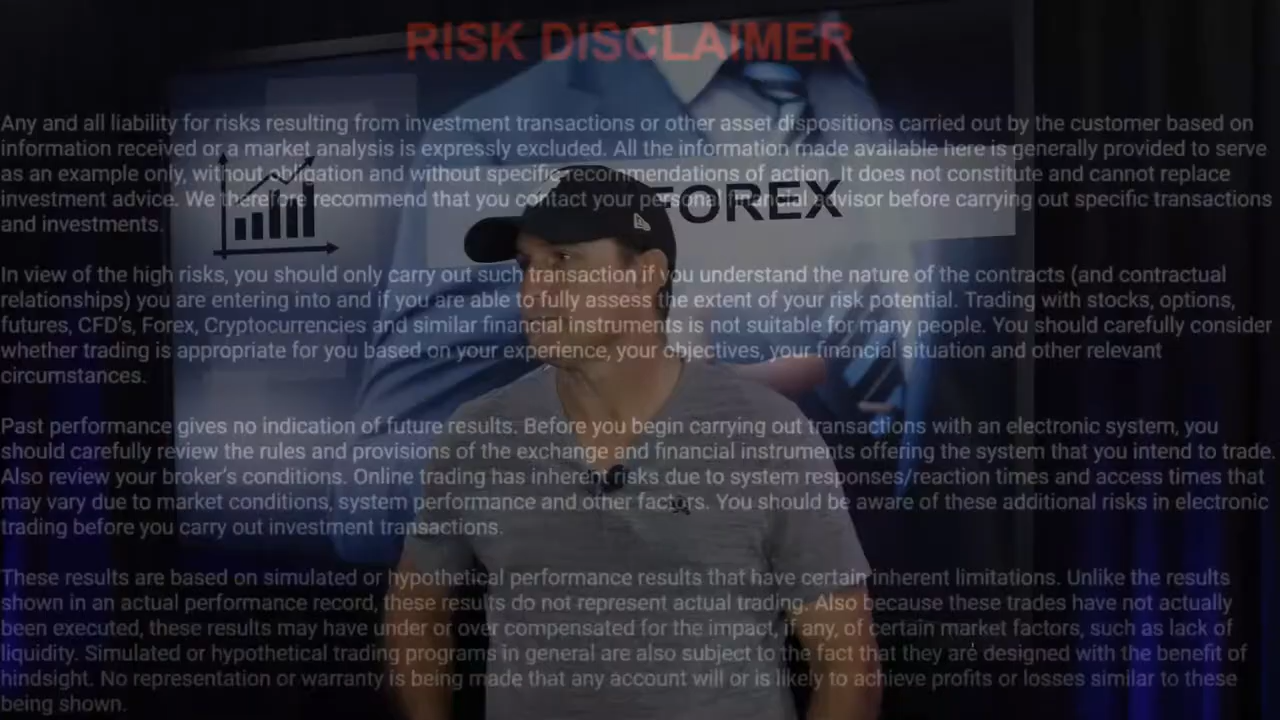 RISK DISCLAIMER
Any and all liability for risks resulting from investment transactions or other asset dispositions carried out by the customer based on
information received or a market analysis is expressly excluded. All the information made available here is generally provided to serve
as an example only, without obligation and without specific recommendations of action. It does not constitute and cannot replace
investment advice. We therefore recommend that you contact your personal financial advisor before carrying out specific transactions
and investments.
FOREX
In view of the high risks, you should only carry out such transaction if you understand the nature of the contracts (and contractual
relationships) you are entering into and if you are able to fully assess the extent of your risk potential. Trading with stocks, options,
futures, CFD's, Forex, Cryptocurrencies and similar financial instruments is not suitable for many people. You should carefully consider
whether trading is appropriate for you based on your experience, your objectives, your financial situation and other relevant
circumstances.
Past performance gives no indication of future results. Before you begin carrying out transactions with an electronic system, you
should carefully review the rules and provisions of the exchange and financial instruments offering the system that you intend to trade.
Also review your broker's conditions. Online trading has inherent risks due to system responses/reaction times and access times that
may vary due to market conditions, system performance and other factors. You should be aware of these additional risks in electronic
trading before you carry out investment transactions.
These results are based on simulated or hypothetical performance results that have certain inherent limitations. Unlike the results
shown in an actual performance record, these results do not represent actual trading. Also because these trades have not actually
been executed, these results may have under or over compensated for the impact, if any, of certain market factors, such as lack of
liquidity. Simulated or hypothetical trading programs in general are also subject to the fact that they are designed with the benefit of
hindsight. No representation or warranty is being made that any account will or is likely to achieve profits or losses similar to these
being shown.